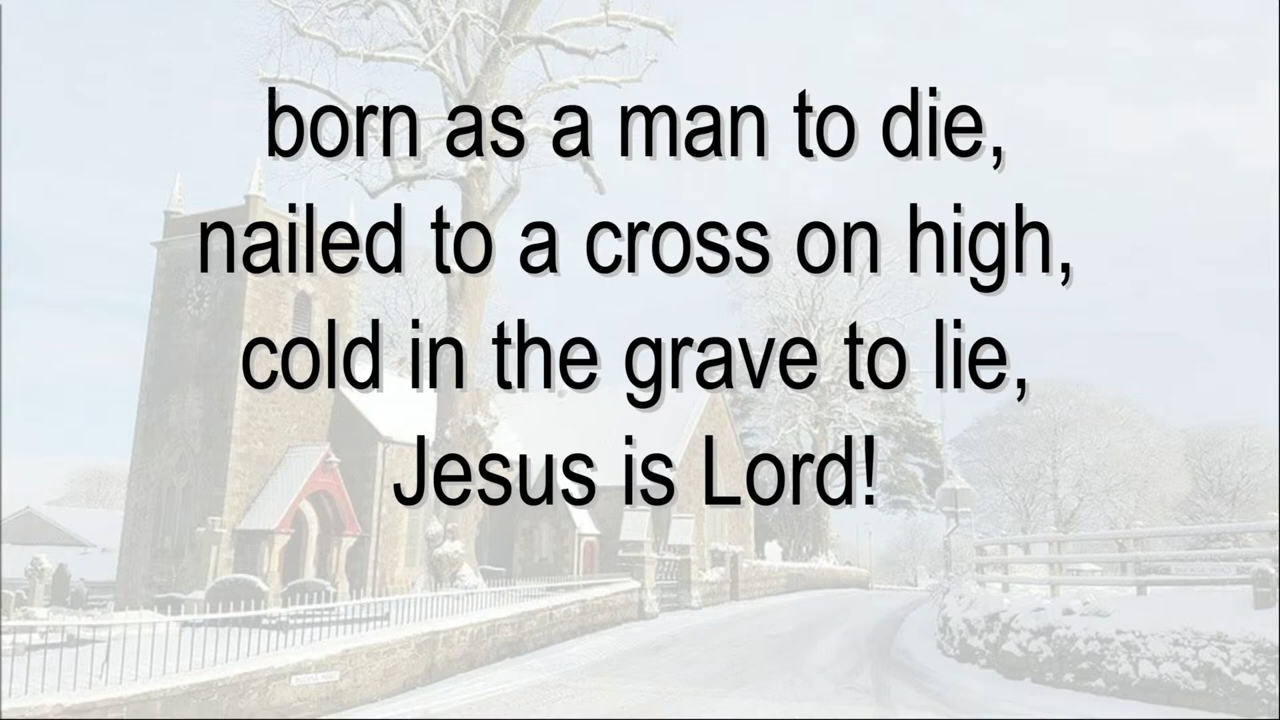 born as a man to die,
nailed to a cross on high,
cold in the grave to lie,
Jesus is Lord!